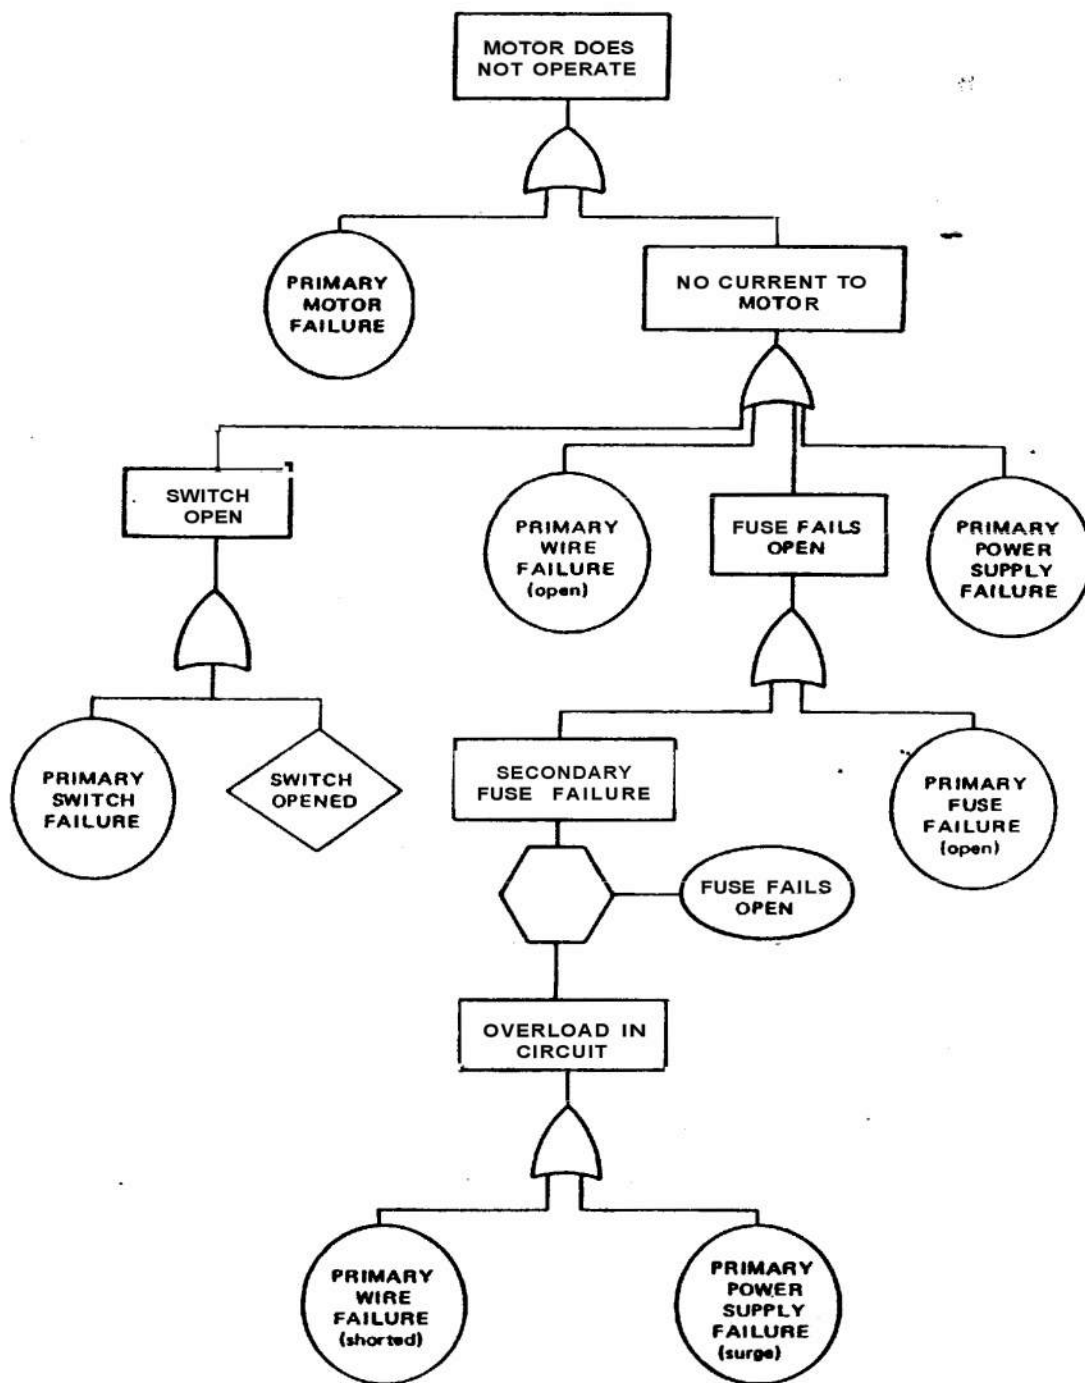 MOTOR DOES
NOT OPERATE
PRIMARY
MOTOR
FAILURE
NO CURRENT TO
MOTOR
SWITCH
OPEN
PRIMARY
WIRE
FAILURE
(open)
FUSE FAILS
OPEN
PRIMARY
POWER
SUPPLY
FAILURE
PRIMARY
SWITCH
FAILURE
SWITCH
OPENED
SECONDARY
FUSE FAILURE
PRIMARY
FUSE
FAILURE
(open)
FUSE FAILS
OPEN
OVERLOAD IN
CIRCUIT
PRIMARY
WIRE
FAILURE
(shorted)
PRIMARY
POWER
SUPPLY
FAILURE
(surge)